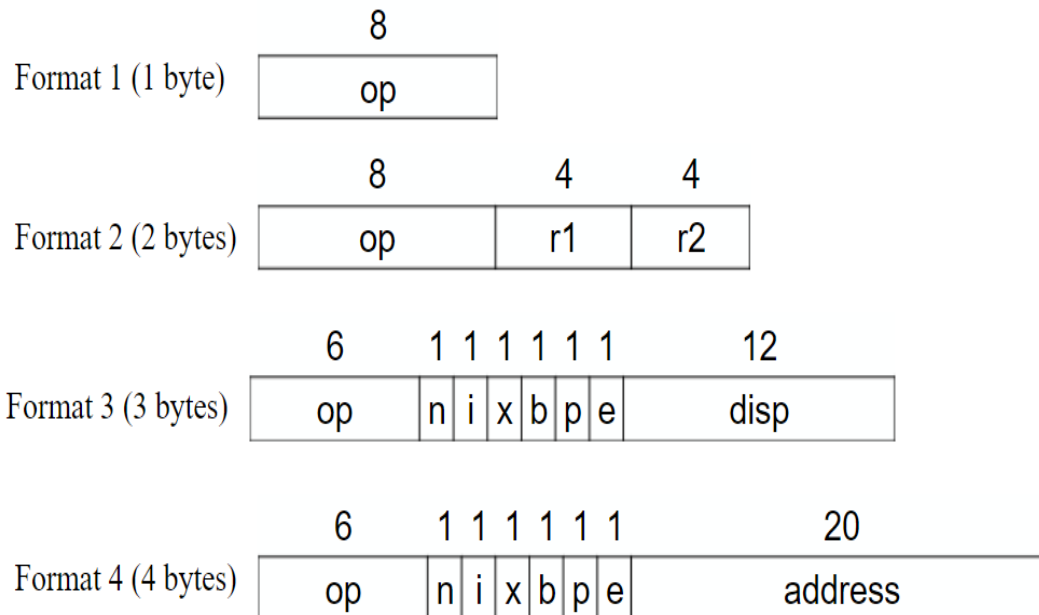 8
Format 1 (1 byte) op
8 4 4
Format 2 (2 bytes) op r1 r2
6 1 1 1 1 1 1 12
Format 3 (3 bytes) op n i x b p e disp
6 1 1 1 1 1 1 20
Format 4 (4 bytes) op n i x b p e address